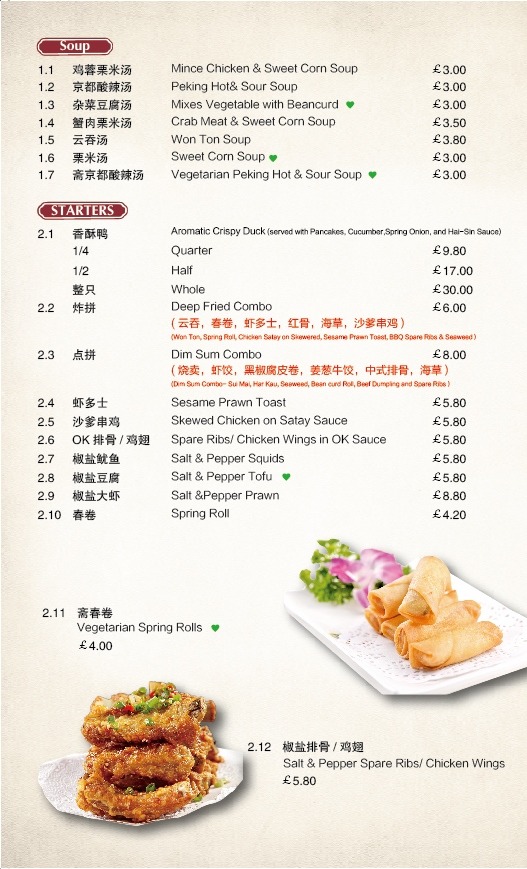 Soup
1.1 鸡蓉栗米汤 Mince Chicken & Sweet Corn Soup £3.00
1.2 京都酸辣汤 Peking Hot& Sour Soup £3.00
1.3 杂菜豆腐汤 Mixes Vegetable with Beancurd £3.00
1.4 蟹肉栗米汤 Crab Meat & Sweet Corn Soup £3.50
1.5 云吞汤 Won Ton Soup £3.80
1.6 栗米汤 Sweet Corn Soup £3.00
1.7 斋京都酸辣汤 Vegetarian Peking Hot & Sour Soup £3.00
STARTERS
2.1 香酥鸭 Aromatic Crispy Duck (served with Pancakes, Cucumber,Spring Onion, and Hai-Sin Sauce)
1/4 Quarter £9.80
1/2 Half £17.00
整只 Whole £30.00
2.2 炸拼 Deep Fried Combo £6.00
( 云吞，春卷，虾多士，红骨，海草，沙爹串鸡 )
(Won Ton, Spring Roll, Chicken Satay on Skewered, Sesame Prawn Toast, BBQ Spare Ribs & Seaweed )
2.3 点拼 Dim Sum Combo £8.00
( 烧卖，虾饺，黑椒腐皮卷，姜葱牛饺，中式排骨，海草 )
(Dim Sum Combo- Sui Mai, Har Kau, Seaweed, Bean curd Roll, Beef Dumpling and Spare Ribs )
2.4 虾多士 Sesame Prawn Toast £5.80
2.5 沙爹串鸡 Skewed Chicken on Satay Sauce £5.80
2.6 OK 排骨 / 鸡翅 Spare Ribs/ Chicken Wings in OK Sauce £5.80
2.7 椒盐鱿鱼 Salt & Pepper Squids £5.80
2.8 椒盐豆腐 Salt & Pepper Tofu £5.80
2.9 椒盐大虾 Salt &Pepper Prawn £8.80
2.10 春卷 Spring Roll £4.20
2.11 斋春卷
Vegetarian Spring Rolls
£4.00
2.12 椒盐排骨 / 鸡翅
Salt & Pepper Spare Ribs/ Chicken Wings
£5.80